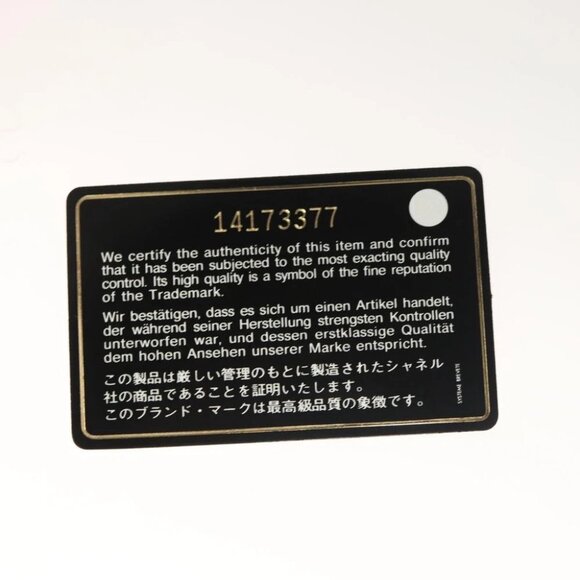 14173377
We certify the authenticity of this item and confirm
that it has been subjected to the most exacting quality
control. Its high quality is a symbol of the fine reputation
of the Trademark.
Wir bestätigen, dass es sich um einen Artikel handelt,
der während seiner Herstellung strengsten Kontrollen
unterworfen war, und dessen erstklassige Qualität
dem hohen Ansehen unserer Marke entspricht.
この製品は厳しい管理のもとに製造されたシャネル
社の商品であることを証明いたします。
このブランド・マークは最高級品質の象徴です。
SYSTEME BREVETE